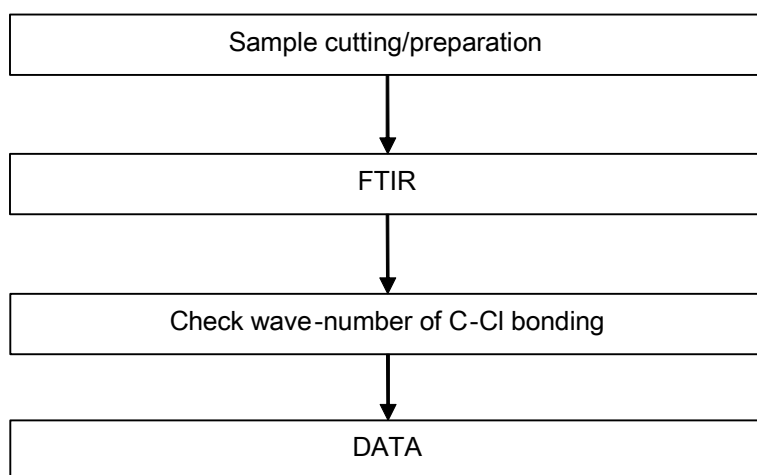 Sample cutting/preparation
FTIR
Check wave-number of C-Cl bonding
DATA